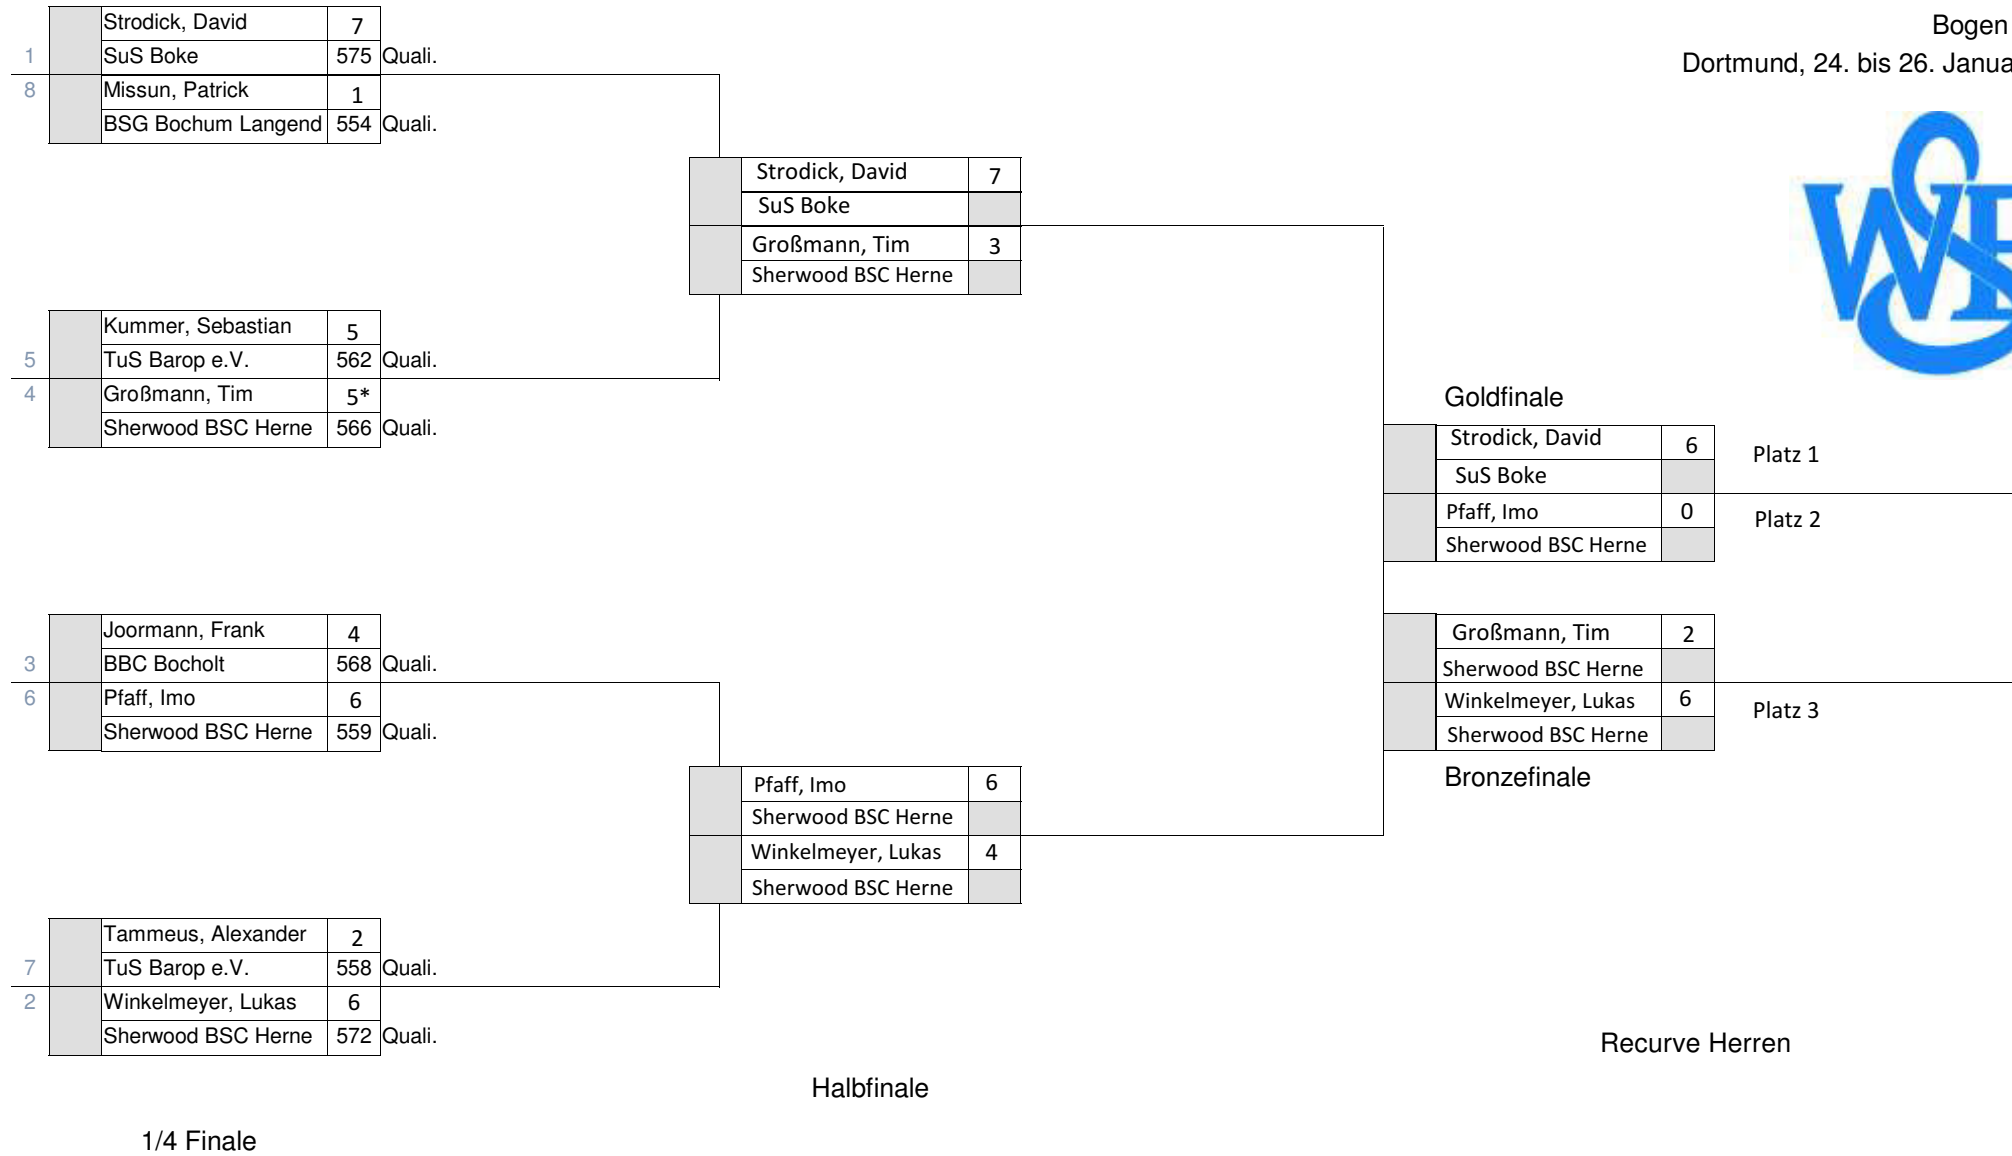 Bogen
Dortmund, 24. bis 26. Janua
Strodick, David 7
1 SuS Boke 575 Quali.
8 Missun, Patrick 1
BSG Bochum Langend 554 Quali.
Strodick, David 7
SuS Boke
Großmann, Tim 3
Sherwood BSC Herne
Kummer, Sebastian 5
5 TuS Barop e.V. 562 Quali.
4 Großmann, Tim 5*
Sherwood BSC Herne 566 Quali.
Goldfinale
Strodick, David 6 Platz 1
SuS Boke
Pfaff, Imo 0 Platz 2
Sherwood BSC Herne
Joormann, Frank 4
3 BBC Bocholt 568 Quali.
6 Pfaff, Imo 6
Sherwood BSC Herne 559 Quali.
Großmann, Tim 2
Sherwood BSC Herne
Winkelmeyer, Lukas 6 Platz 3
Sherwood BSC Herne
Bronzefinale
Pfaff, Imo 6
Sherwood BSC Herne
Winkelmeyer, Lukas 4
Sherwood BSC Herne
Tammeus, Alexander 2
7 TuS Barop e.V. 558 Quali.
2 Winkelmeyer, Lukas 6
Sherwood BSC Herne 572 Quali.
Recurve Herren
Halbfinale
1/4 Finale